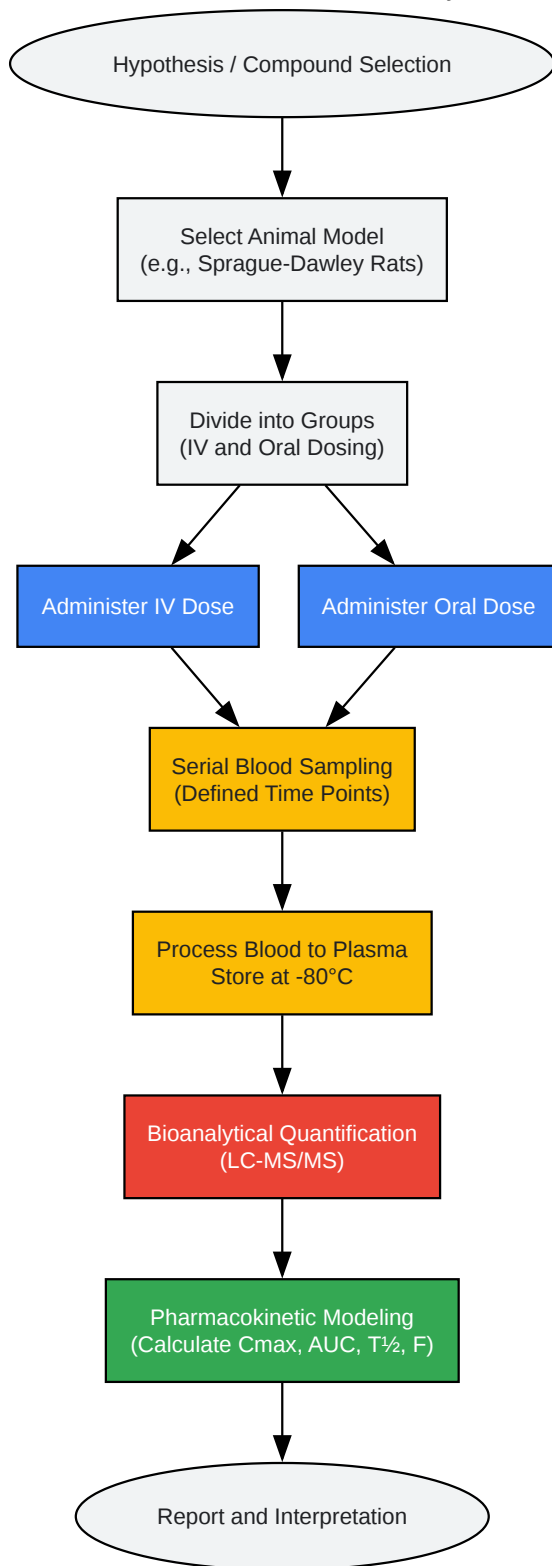 Hypothesis / Compound Selection
Select Animal Model
(e.g., Sprague-Dawley Rats)
Divide into Groups
(IV and Oral Dosing)
Administer IV Dose
Administer Oral Dose
Serial Blood Sampling
(Defined Time Points)
Process Blood to Plasma
Store at -80°C
Bioanalytical Quantification
(LC-MS/MS)
Pharmacokinetic Modeling
(Calculate Cmax, AUC, T½, F)
Report and Interpretation